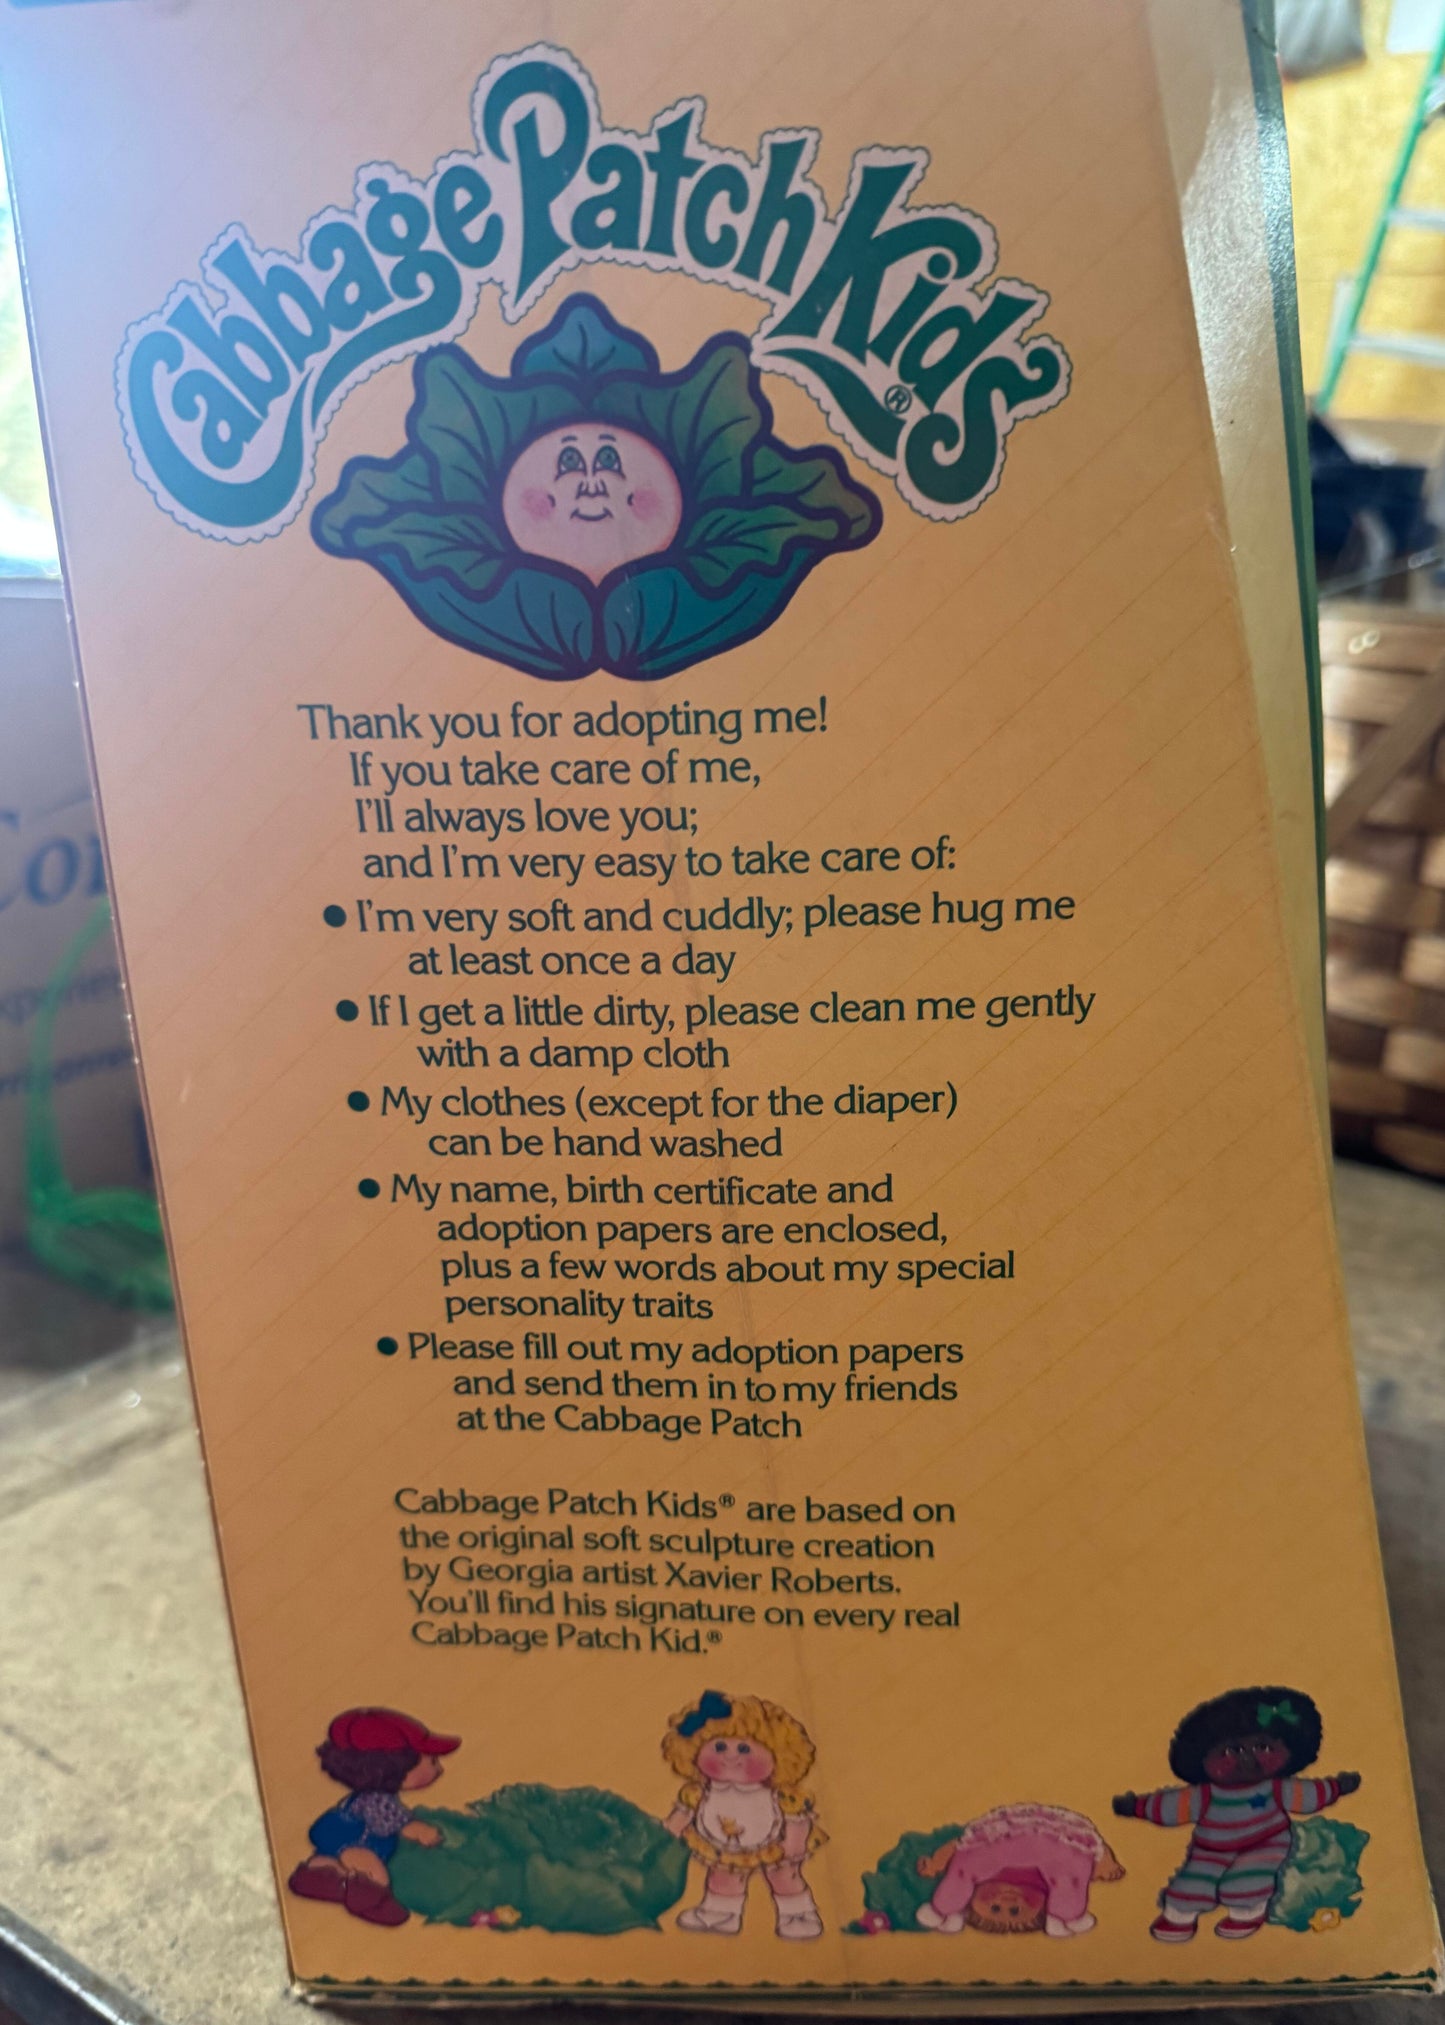 Cabbage Patch Kids®
Thank you for adopting me!
If you take care of me,
I'll always love you;
and I'm very easy to take care of:
● I'm very soft and cuddly; please hug me
at least once a day
● If I get a little dirty, please clean me gently
with a damp cloth
● My clothes (except for the diaper)
can be hand washed
● My name, birth certificate and
adoption papers are enclosed,
plus a few words about my special
personality traits
● Please fill out my adoption papers
and send them in to my friends
at the Cabbage Patch
Cabbage Patch Kids® are based on
the original soft sculpture creation
by Georgia artist Xavier Roberts.
You'll find his signature on every real
Cabbage Patch Kid.®